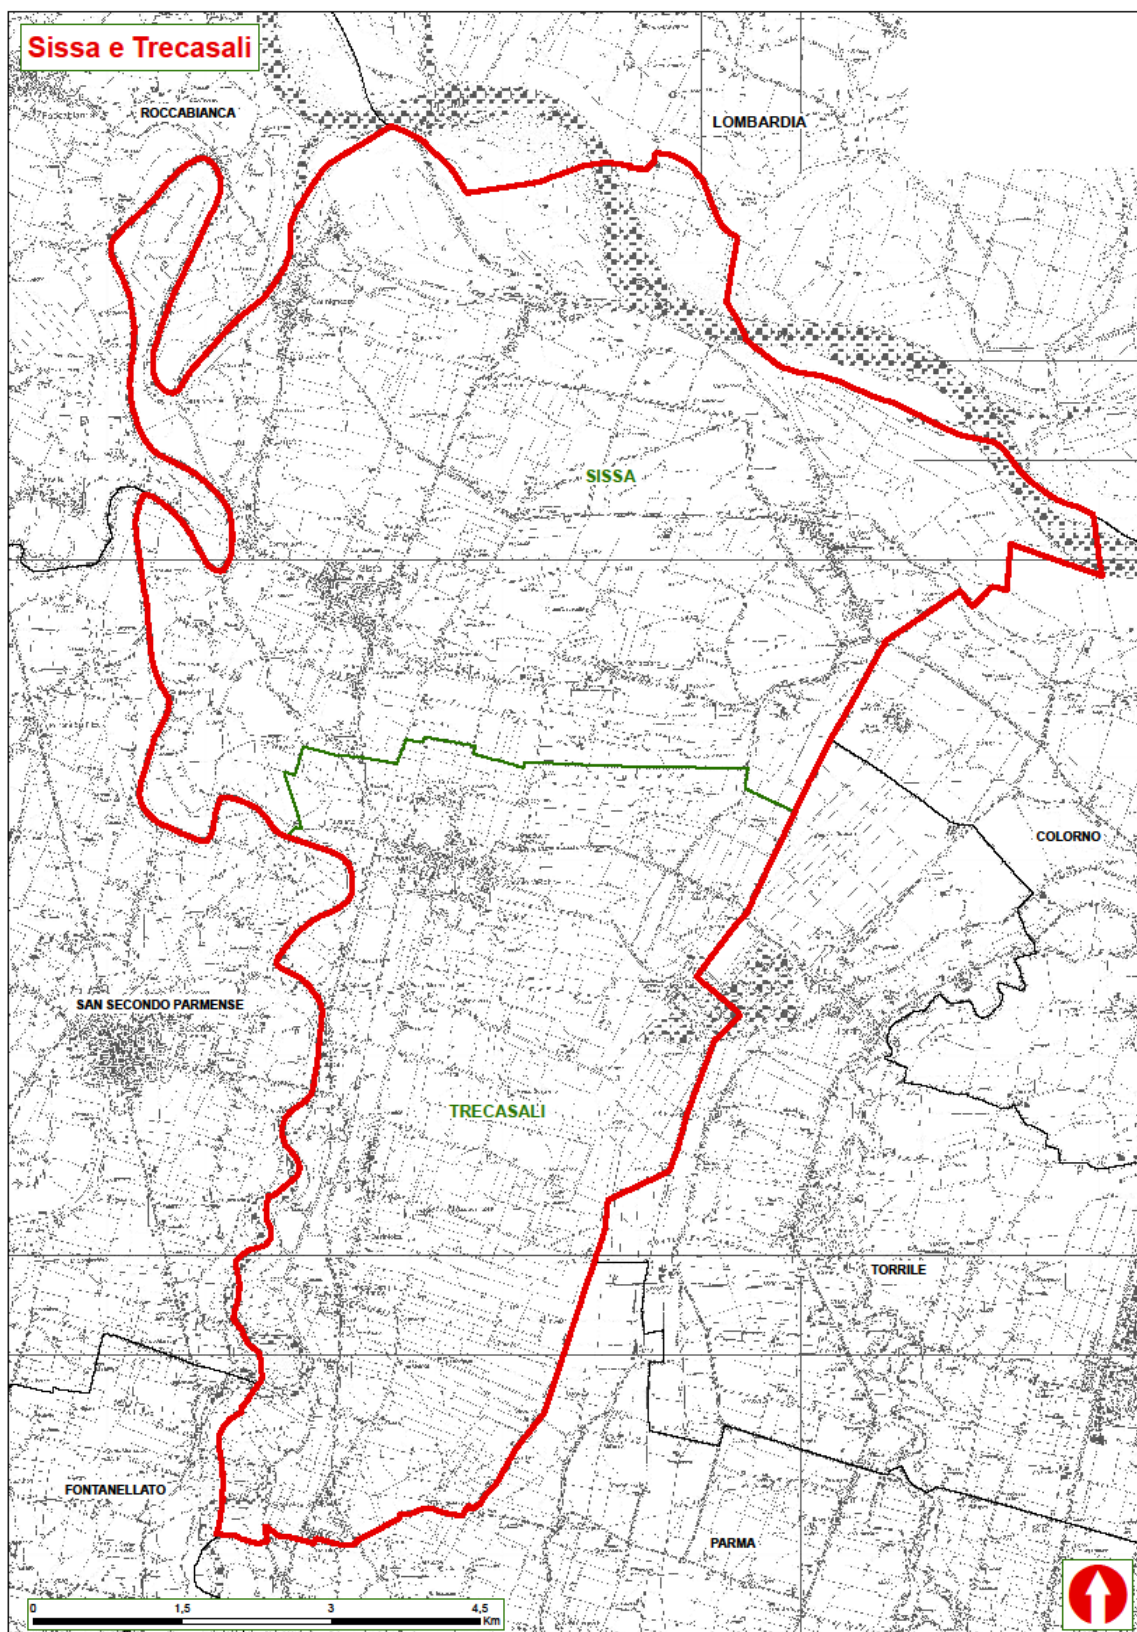 Sissa e Trecasali
ROCCABIANCA
LOMBARDIA
SISSA
COLORNO
SAN SECONDO PARMENSE
TRECASALI
TORRILE
FONTANELLATO
PARMA
0 1,5 3 4,5
Km